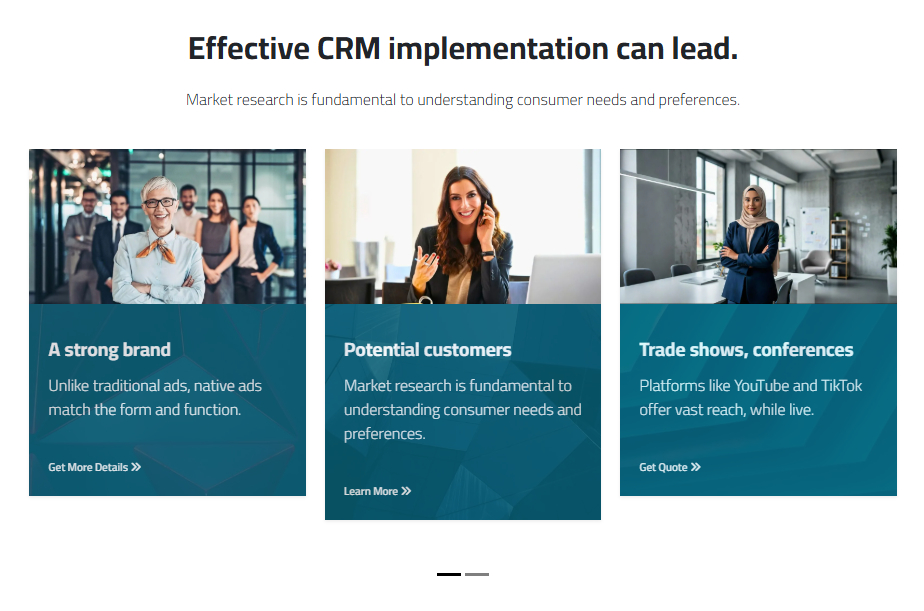 Effective CRM implementation can lead.
Market research is fundamental to understanding consumer needs and preferences.
A strong brand
Unlike traditional ads, native ads
match the form and function.
Get More Details »
Potential customers
Market research is fundamental to
understanding consumer needs and
preferences.
Learn More »
Trade shows, conferences
Platforms like YouTube and TikTok
offer vast reach, while live.
Get Quote »